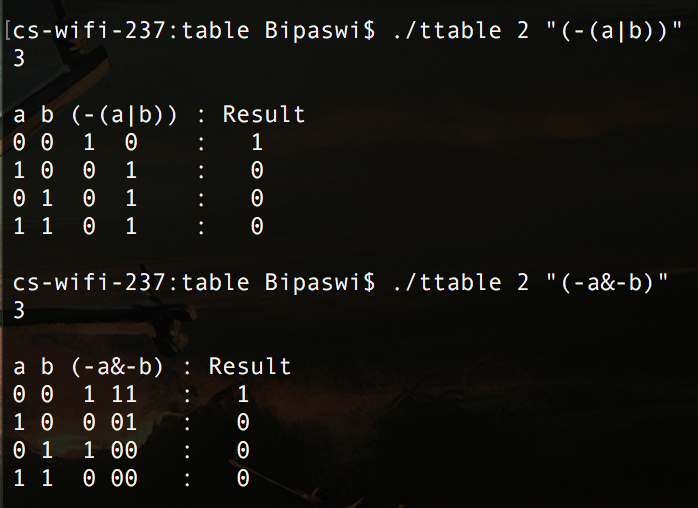 [cs-wifi-237:table Bipaswi$ ./ttable 2 "(-(a|b))"
3
a b (-(a|b)) : Result
0 0  1  0    :   1
1 0  0  1    :   0
0 1  0  1    :   0
1 1  0  1    :   0
cs-wifi-237:table Bipaswi$ ./ttable 2 "(-a&-b)"
3
a b (-a&-b) : Result
0 0  1 11   :   1
1 0  0 01   :   0
0 1  1 00   :   0
1 1  0 00   :   0